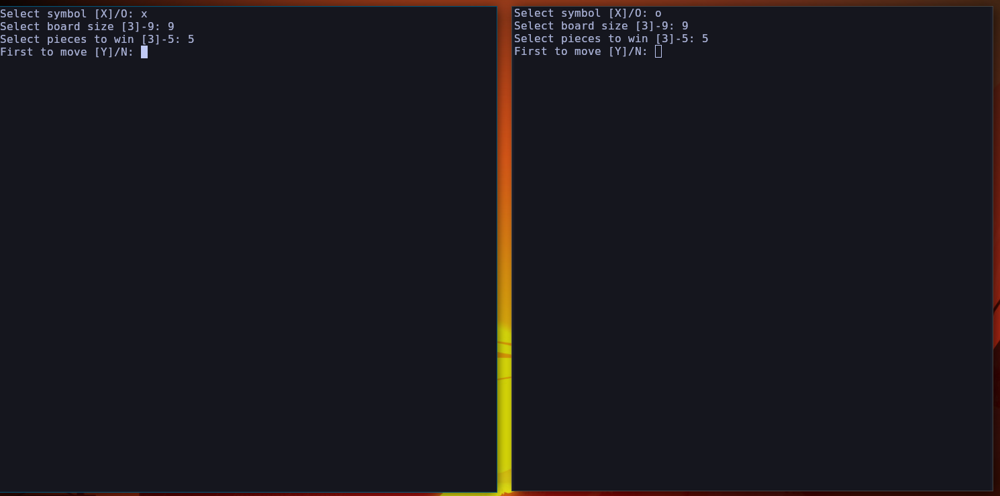 Select symbol [X]/O: x
Select board size [3]-9: 9
Select pieces to win [3]-5: 5
First to move [Y]/N:
Select symbol [X]/O: o
Select board size [3]-9: 9
Select pieces to win [3]-5: 5
First to move [Y]/N: